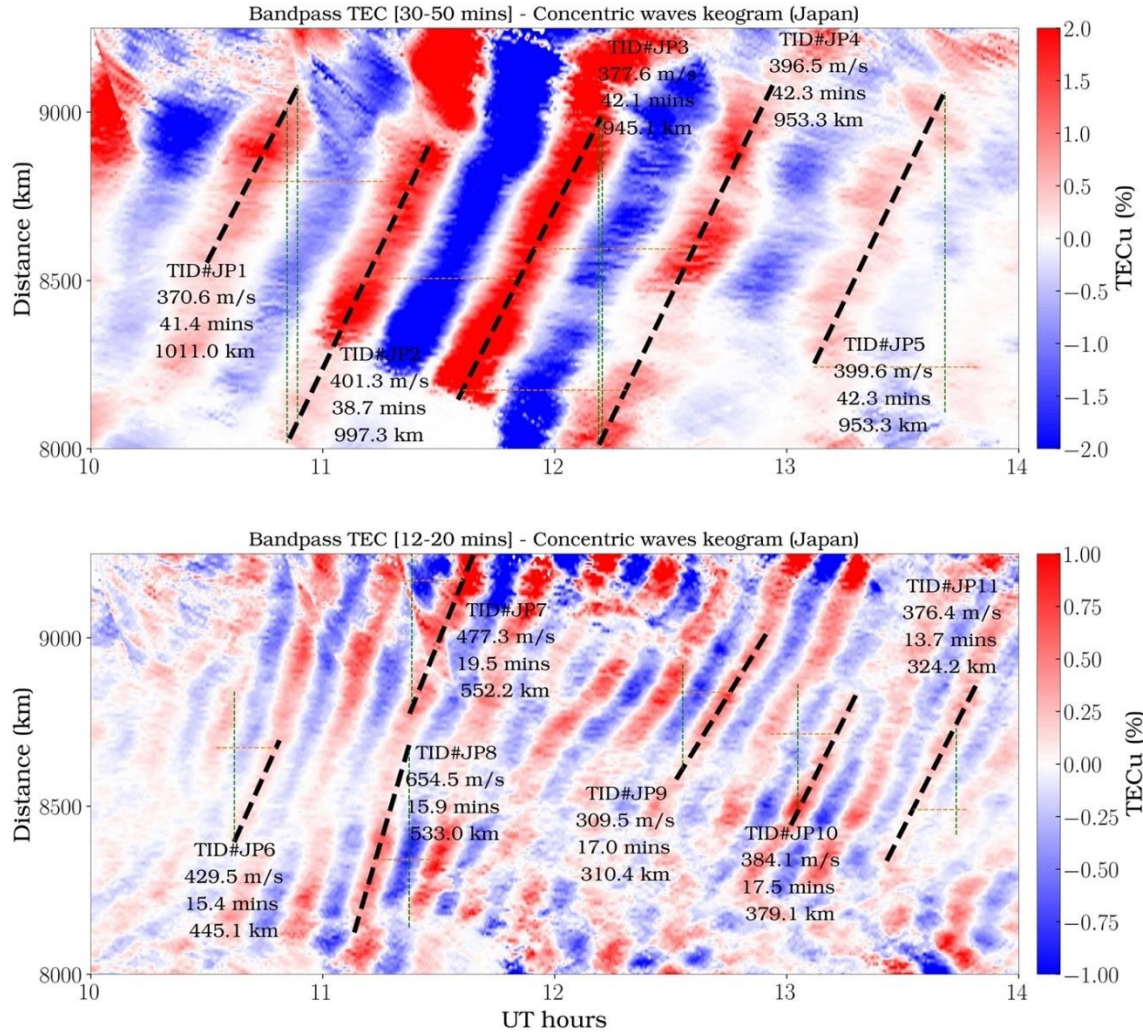 Bandpass TEC [30-50 mins] - Concentric waves keogram (Japan)
TID#JP3
377.6 m/s
42.1 mins
945.1 km
TID#JP4
396.5 m/s
42.3 mins
953.3 km
TID#JP1
370.6 m/s
41.4 mins
1011.0 km
TID#JP2
401.3 m/s
38.7 mins
997.3 km
TID#JP5
399.6 m/s
42.3 mins
953.3 km
Distance (km)
9000
8500
8000
10
11
12
13
14
2.0
1.5
1.0
0.5
0.0
−0.5
−1.0
−1.5
−2.0
TECu (%)
Bandpass TEC [12-20 mins] - Concentric waves keogram (Japan)
TID#JP7
477.3 m/s
19.5 mins
552.2 km
TID#JP11
376.4 m/s
13.7 mins
324.2 km
TID#JP8
654.5 m/s
15.9 mins
533.0 km
TID#JP9
309.5 m/s
17.0 mins
310.4 km
TID#JP10
384.1 m/s
17.5 mins
379.1 km
TID#JP6
429.5 m/s
15.4 mins
445.1 km
Distance (km)
9000
8500
8000
10
11
12
13
14
UT hours
1.00
0.75
0.50
0.25
0.00
−0.25
−0.50
−0.75
−1.00
TECu (%)